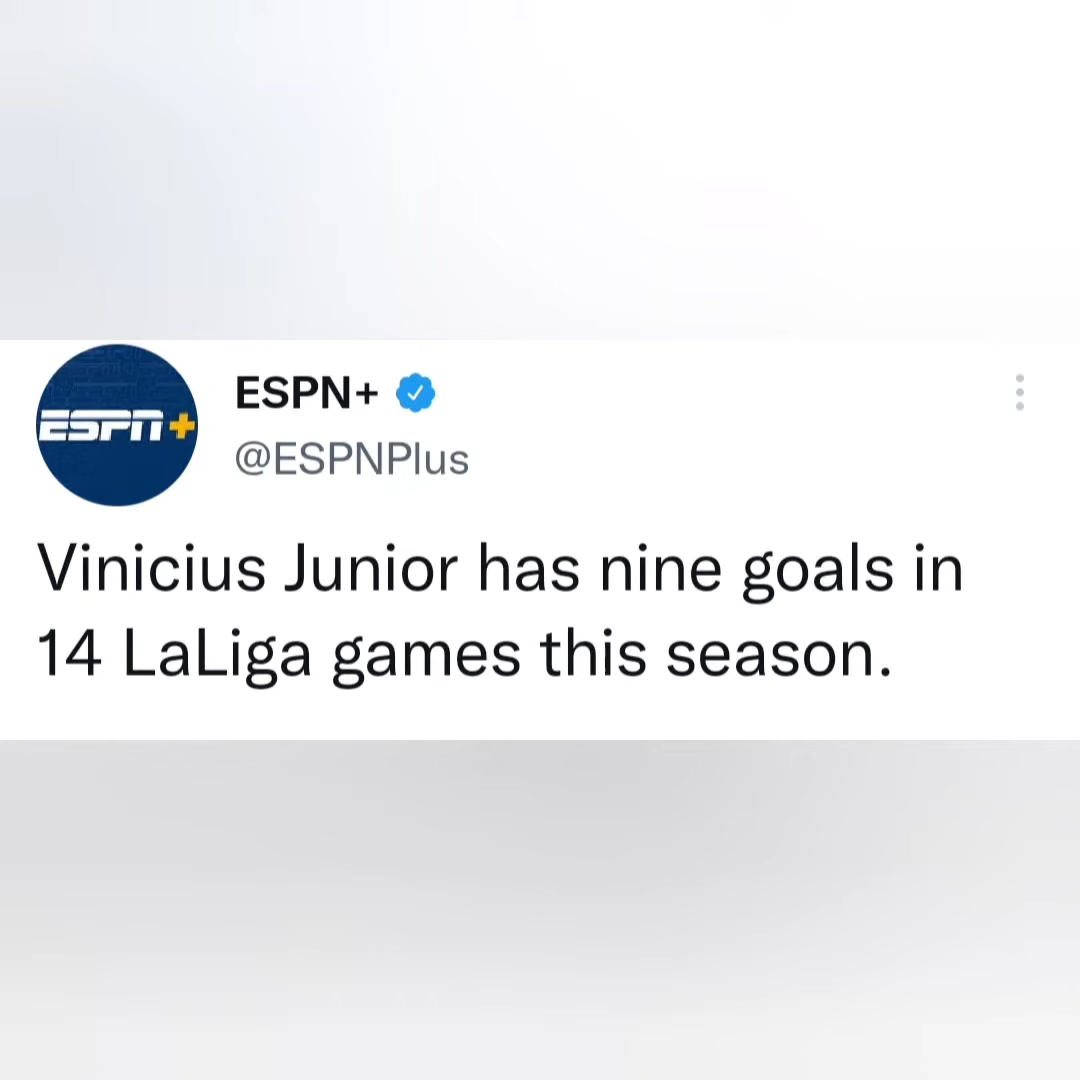 ESPN+
ESPN+
@ESPNPlus
Vinicius Junior has nine goals in
14 LaLiga games this season.